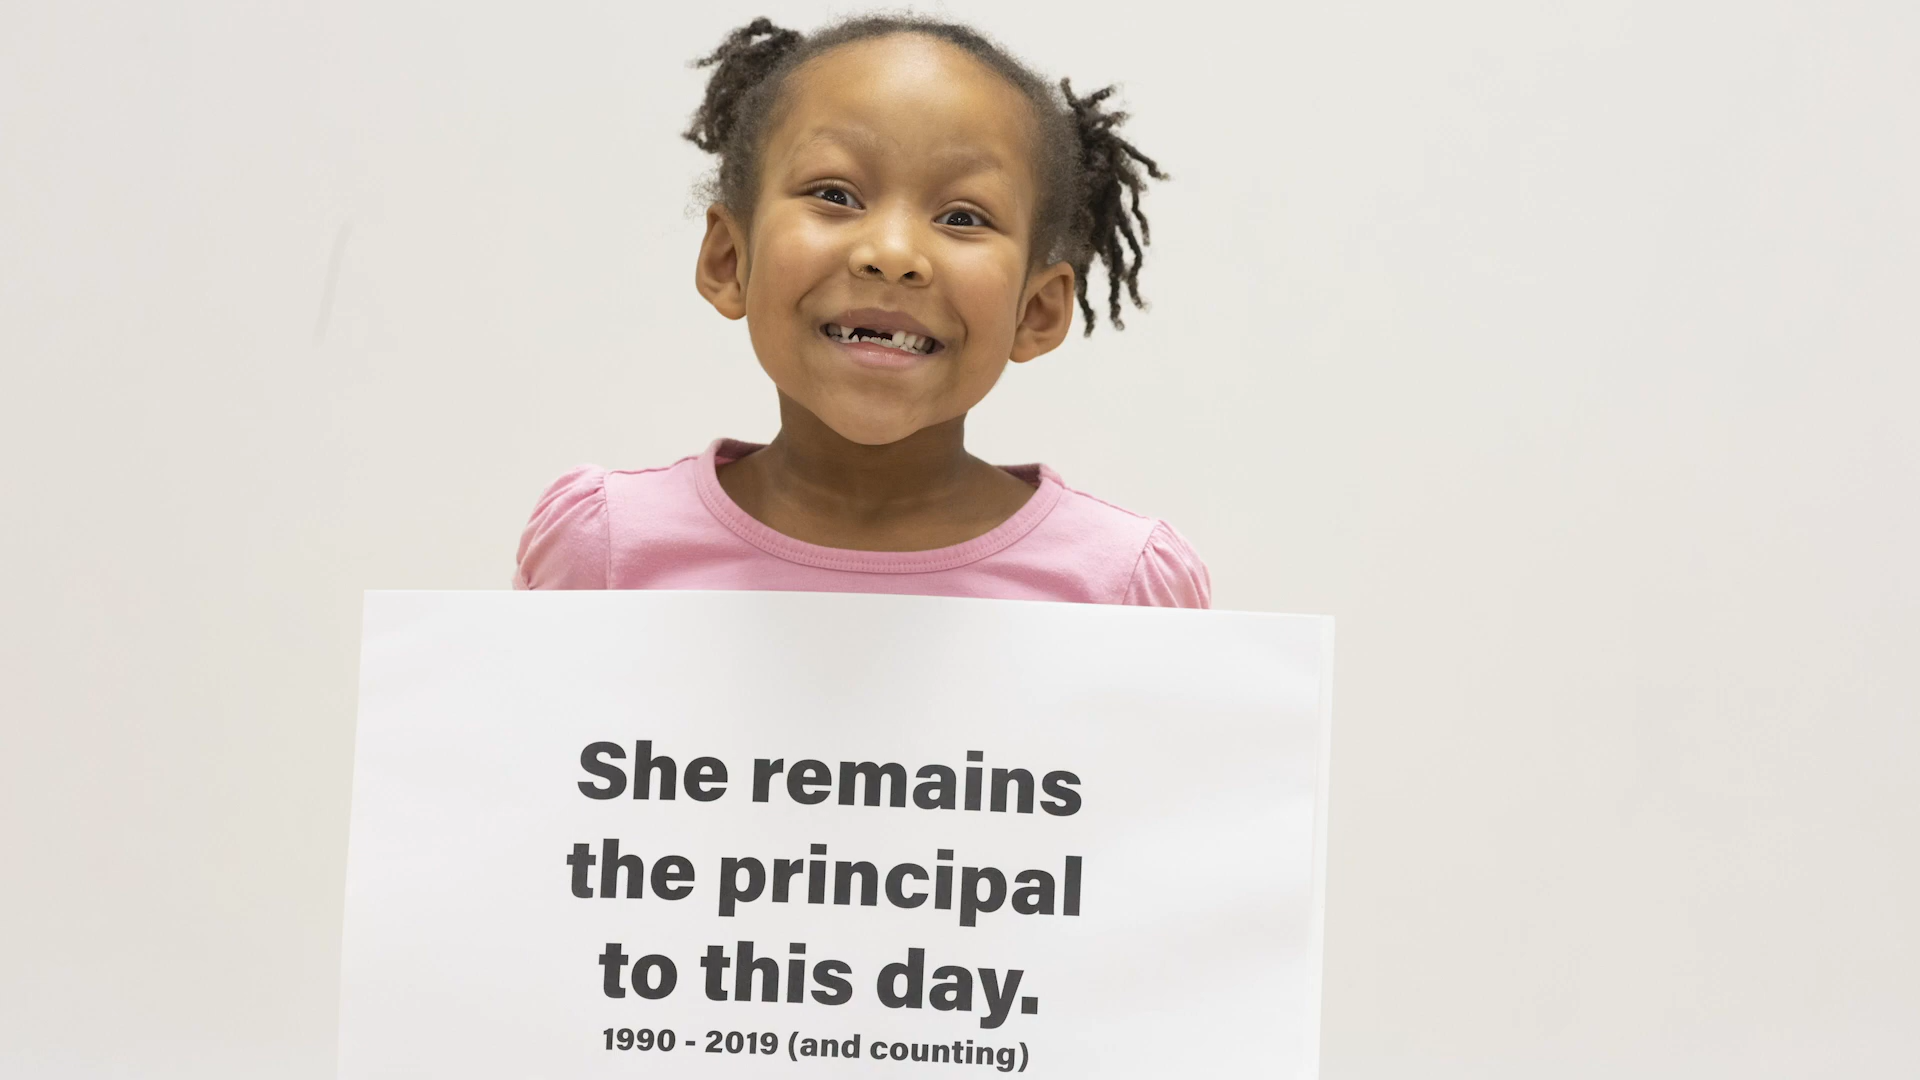 She remains
the principal
to this day.
1990 - 2019 (and counting)